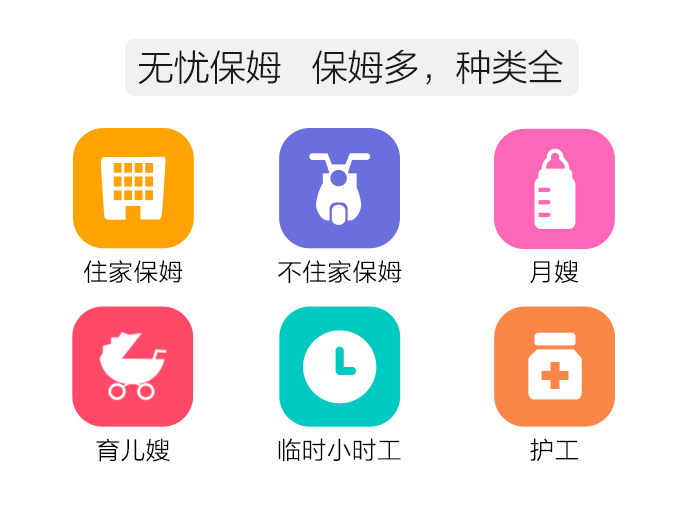 无忧保姆 保姆多，种类全
住家保姆
不住家保姆
月嫂
育儿嫂
临时小时工
护工